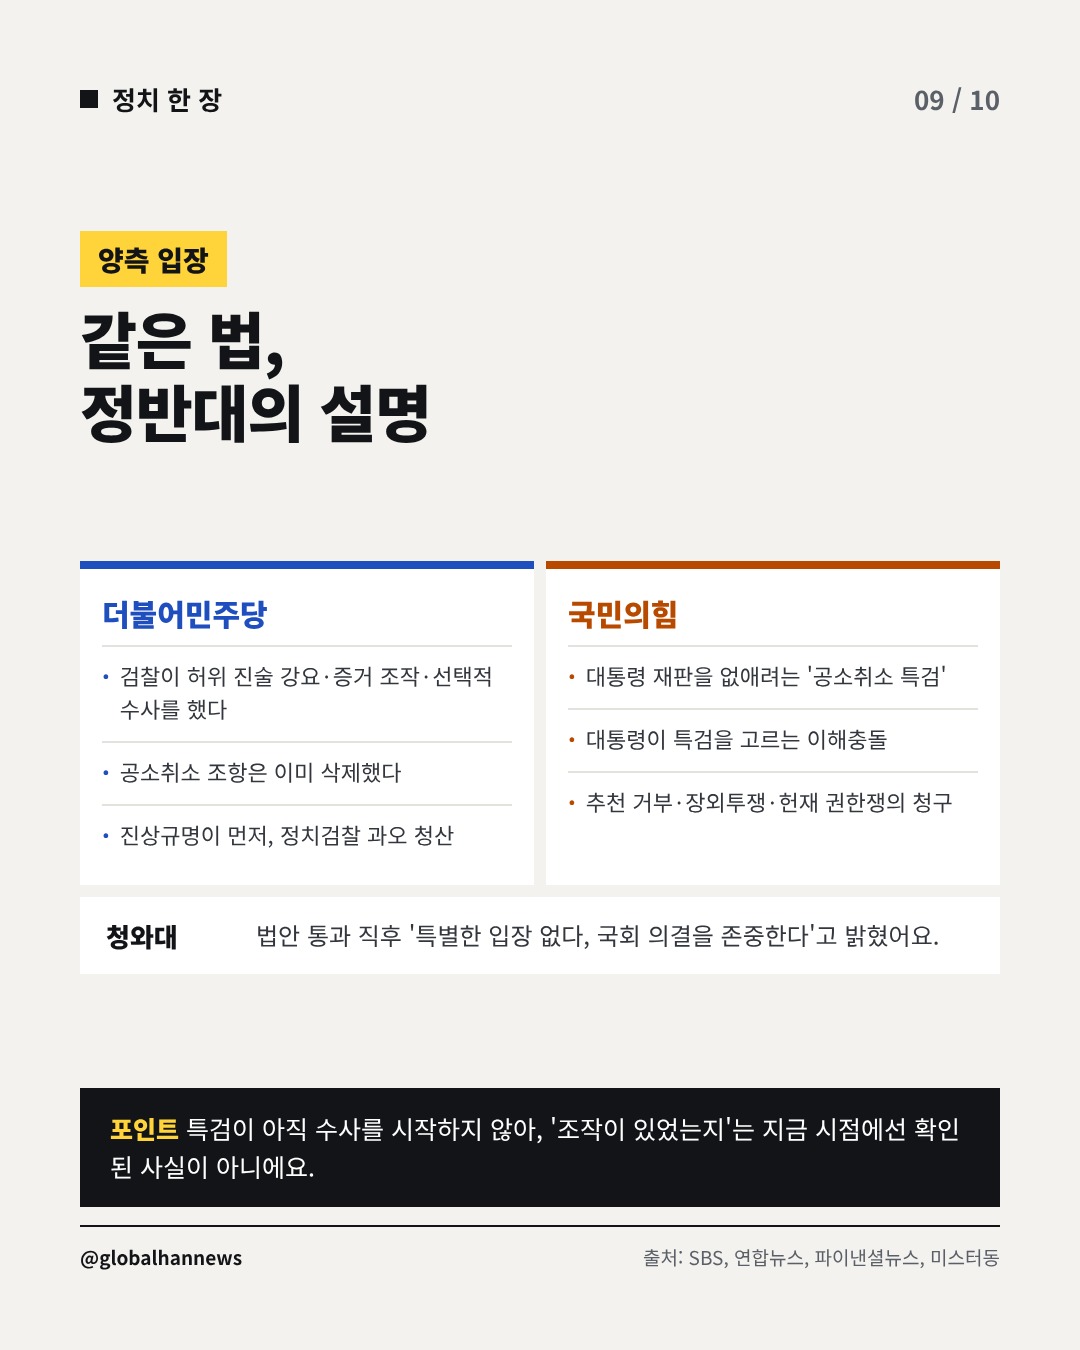 정치 한 장
09 / 10
양측 입장
같은 법,
정반대의 설명
더불어민주당
• 검찰이 허위 진술 강요·증거 조작·선택적
수사를 했다
• 공소취소 조항은 이미 삭제했다
• 진상규명이 먼저, 정치검찰 과오 청산
국민의힘
• 대통령 재판을 없애려는 '공소취소 특검'
• 대통령이 특검을 고르는 이해충돌
• 추천 거부·장외투쟁·헌재 권한쟁의 청구
청와대 법안 통과 직후 '특별한 입장 없다, 국회 의결을 존중한다'고 밝혔어요.
포인트 특검이 아직 수사를 시작하지 않아, '조작이 있었는지'는 지금 시점에선 확인
된 사실이 아니에요.
@globalhannews
출처: SBS, 연합뉴스, 파이낸셜뉴스, 미스터동